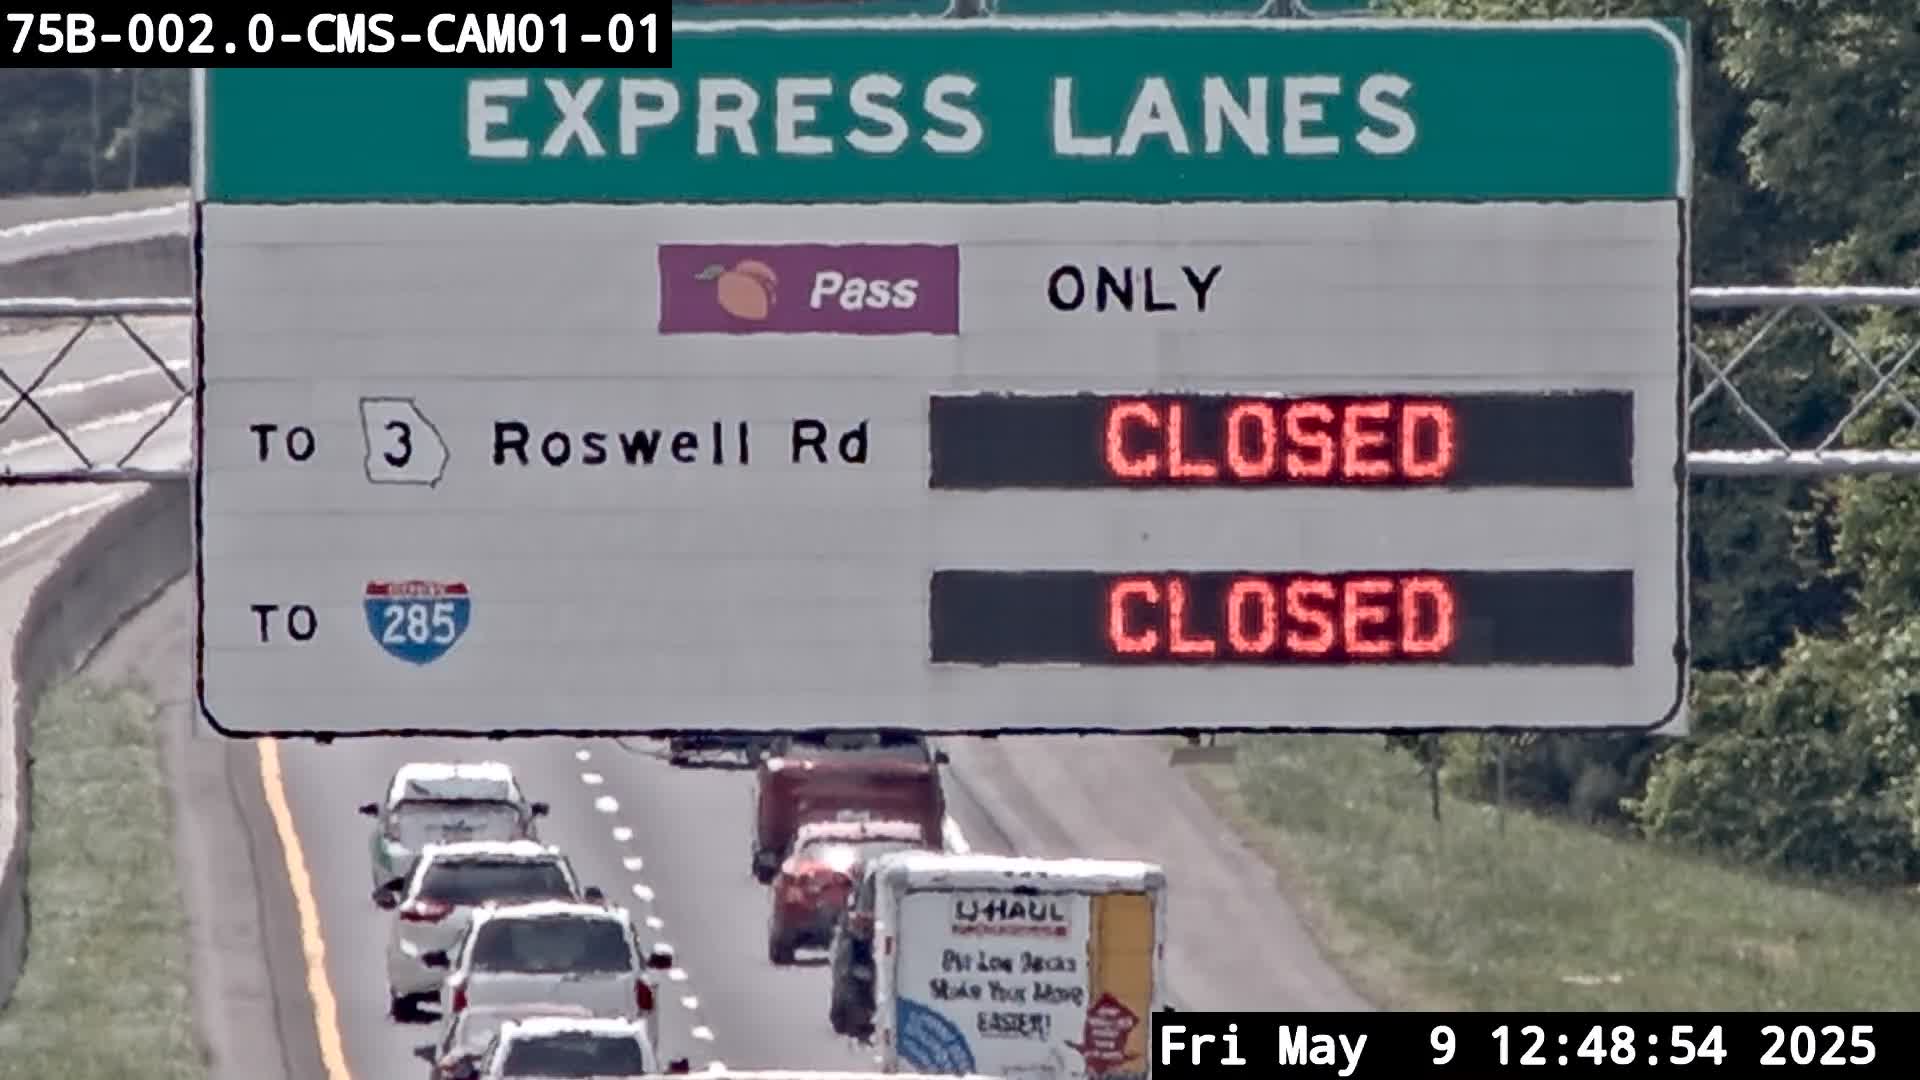 75B-002.0-CMS-CAM01-01
EXPRESS LANES
Pass ONLY
TO 3 Roswell Rd CLOSED
TO 285 CLOSED
U-HAUL
Make Your Move
EASIER!
Fri May 9 12:48:54 2025